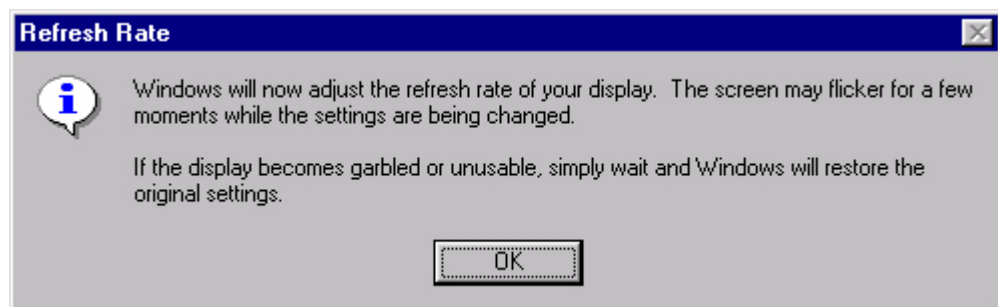 Refresh Rate
Windows will now adjust the refresh rate of your display.  The screen may flicker for a few
moments while the settings are being changed.
If the display becomes garbled or unusable, simply wait and Windows will restore the
original settings.
OK